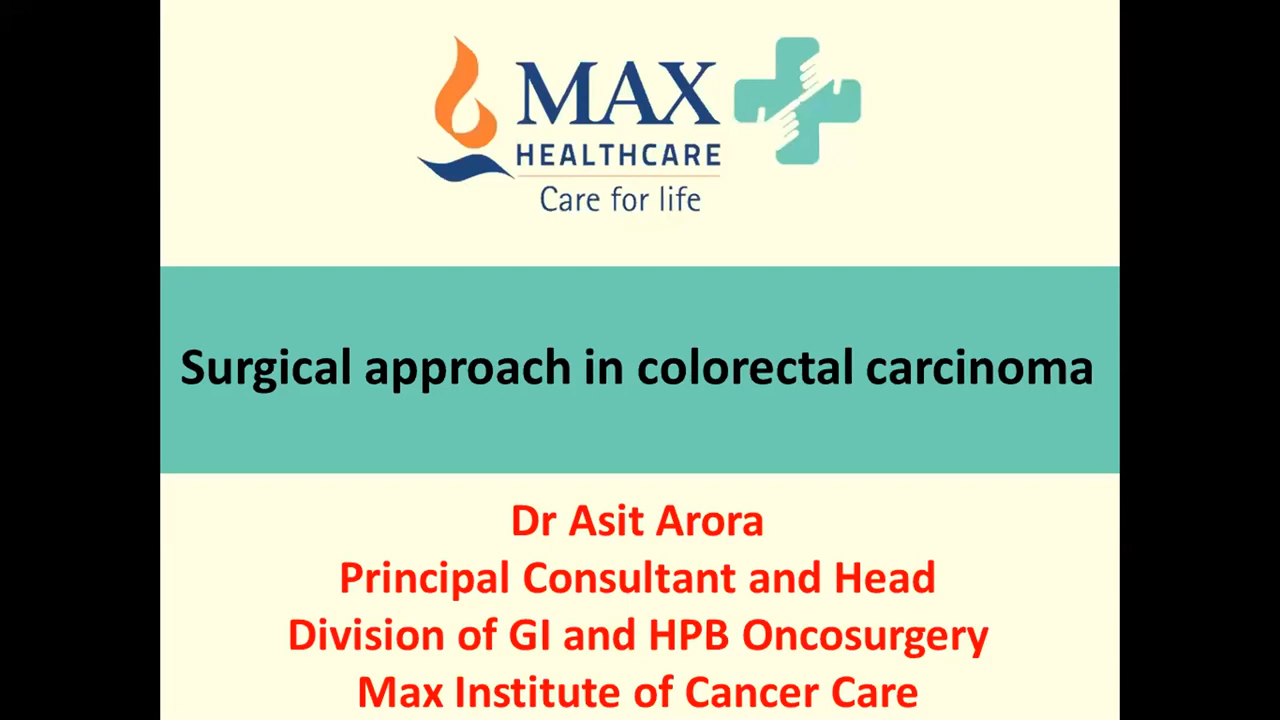 MAX
HEALTHCARE
Care for life
Surgical approach in colorectal carcinoma
Dr Asit Arora
Principal Consultant and Head
Division of GI and HPB Oncosurgery
Max Institute of Cancer Care